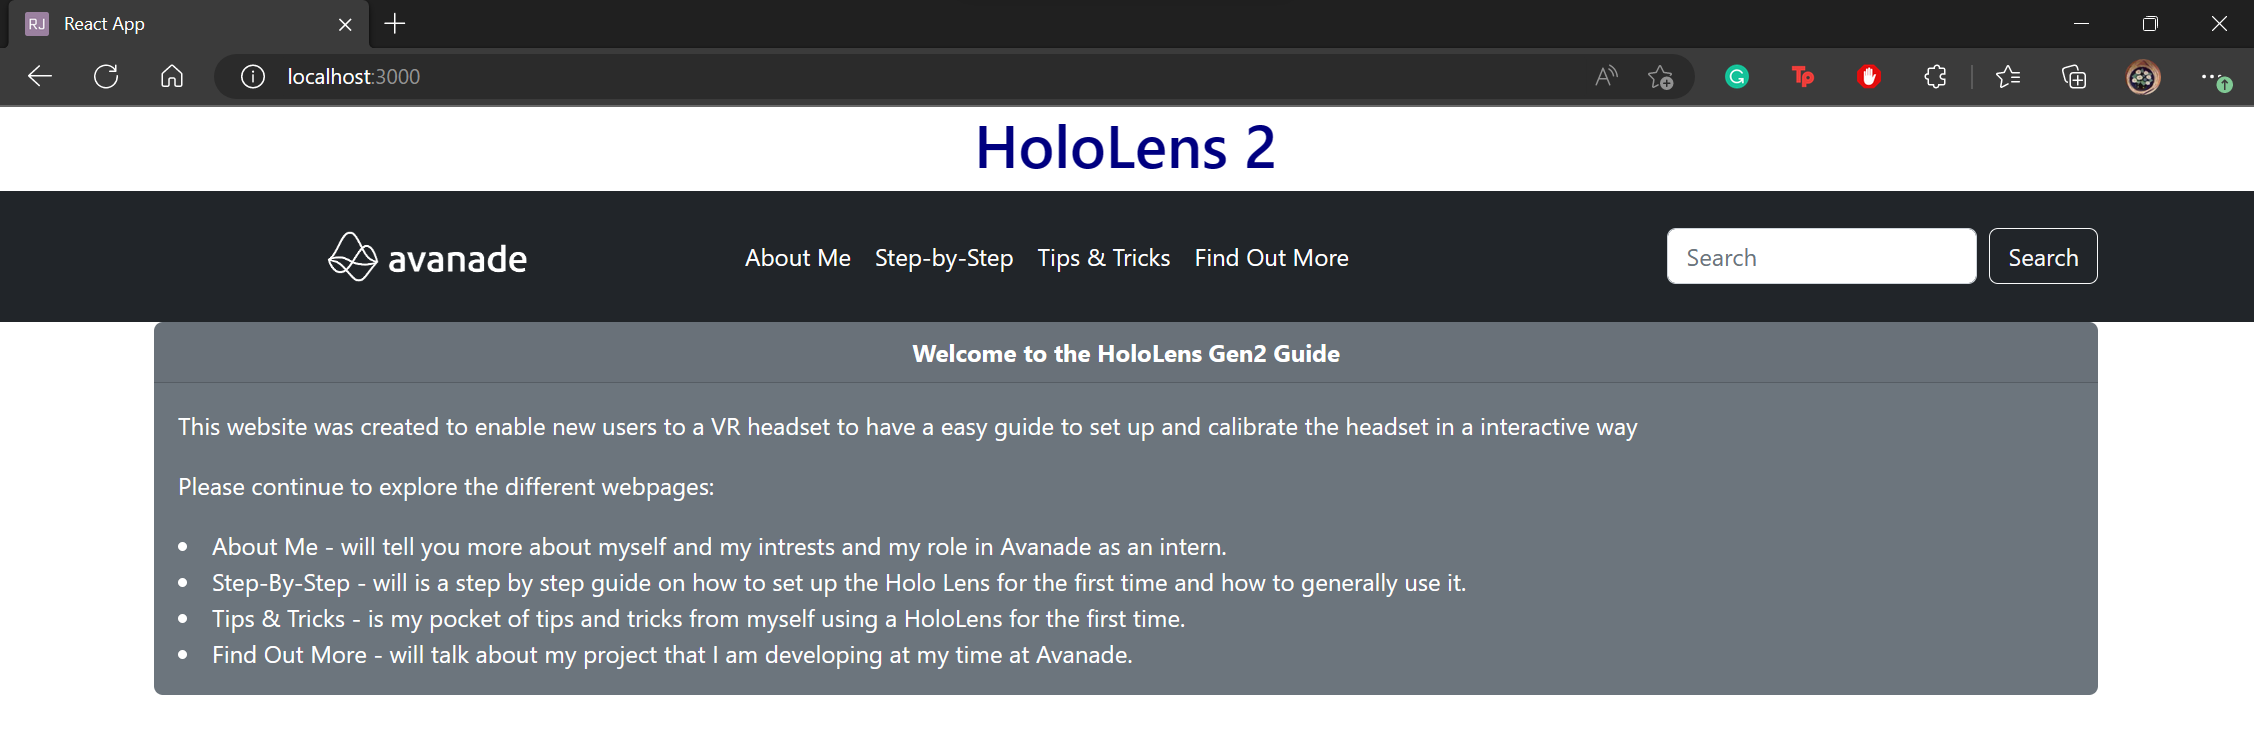 RJ React App
localhost:3000
HoloLens 2
avanade About Me Step-by-Step Tips & Tricks Find Out More Search Search
Welcome to the HoloLens Gen2 Guide
This website was created to enable new users to a VR headset to have a easy guide to set up and calibrate the headset in a interactive way
Please continue to explore the different webpages:
• About Me - will tell you more about myself and my intrests and my role in Avanade as an intern.
• Step-By-Step - will is a step by step guide on how to set up the Holo Lens for the first time and how to generally use it.
• Tips & Tricks - is my pocket of tips and tricks from myself using a HoloLens for the first time.
• Find Out More - will talk about my project that I am developing at my time at Avanade.